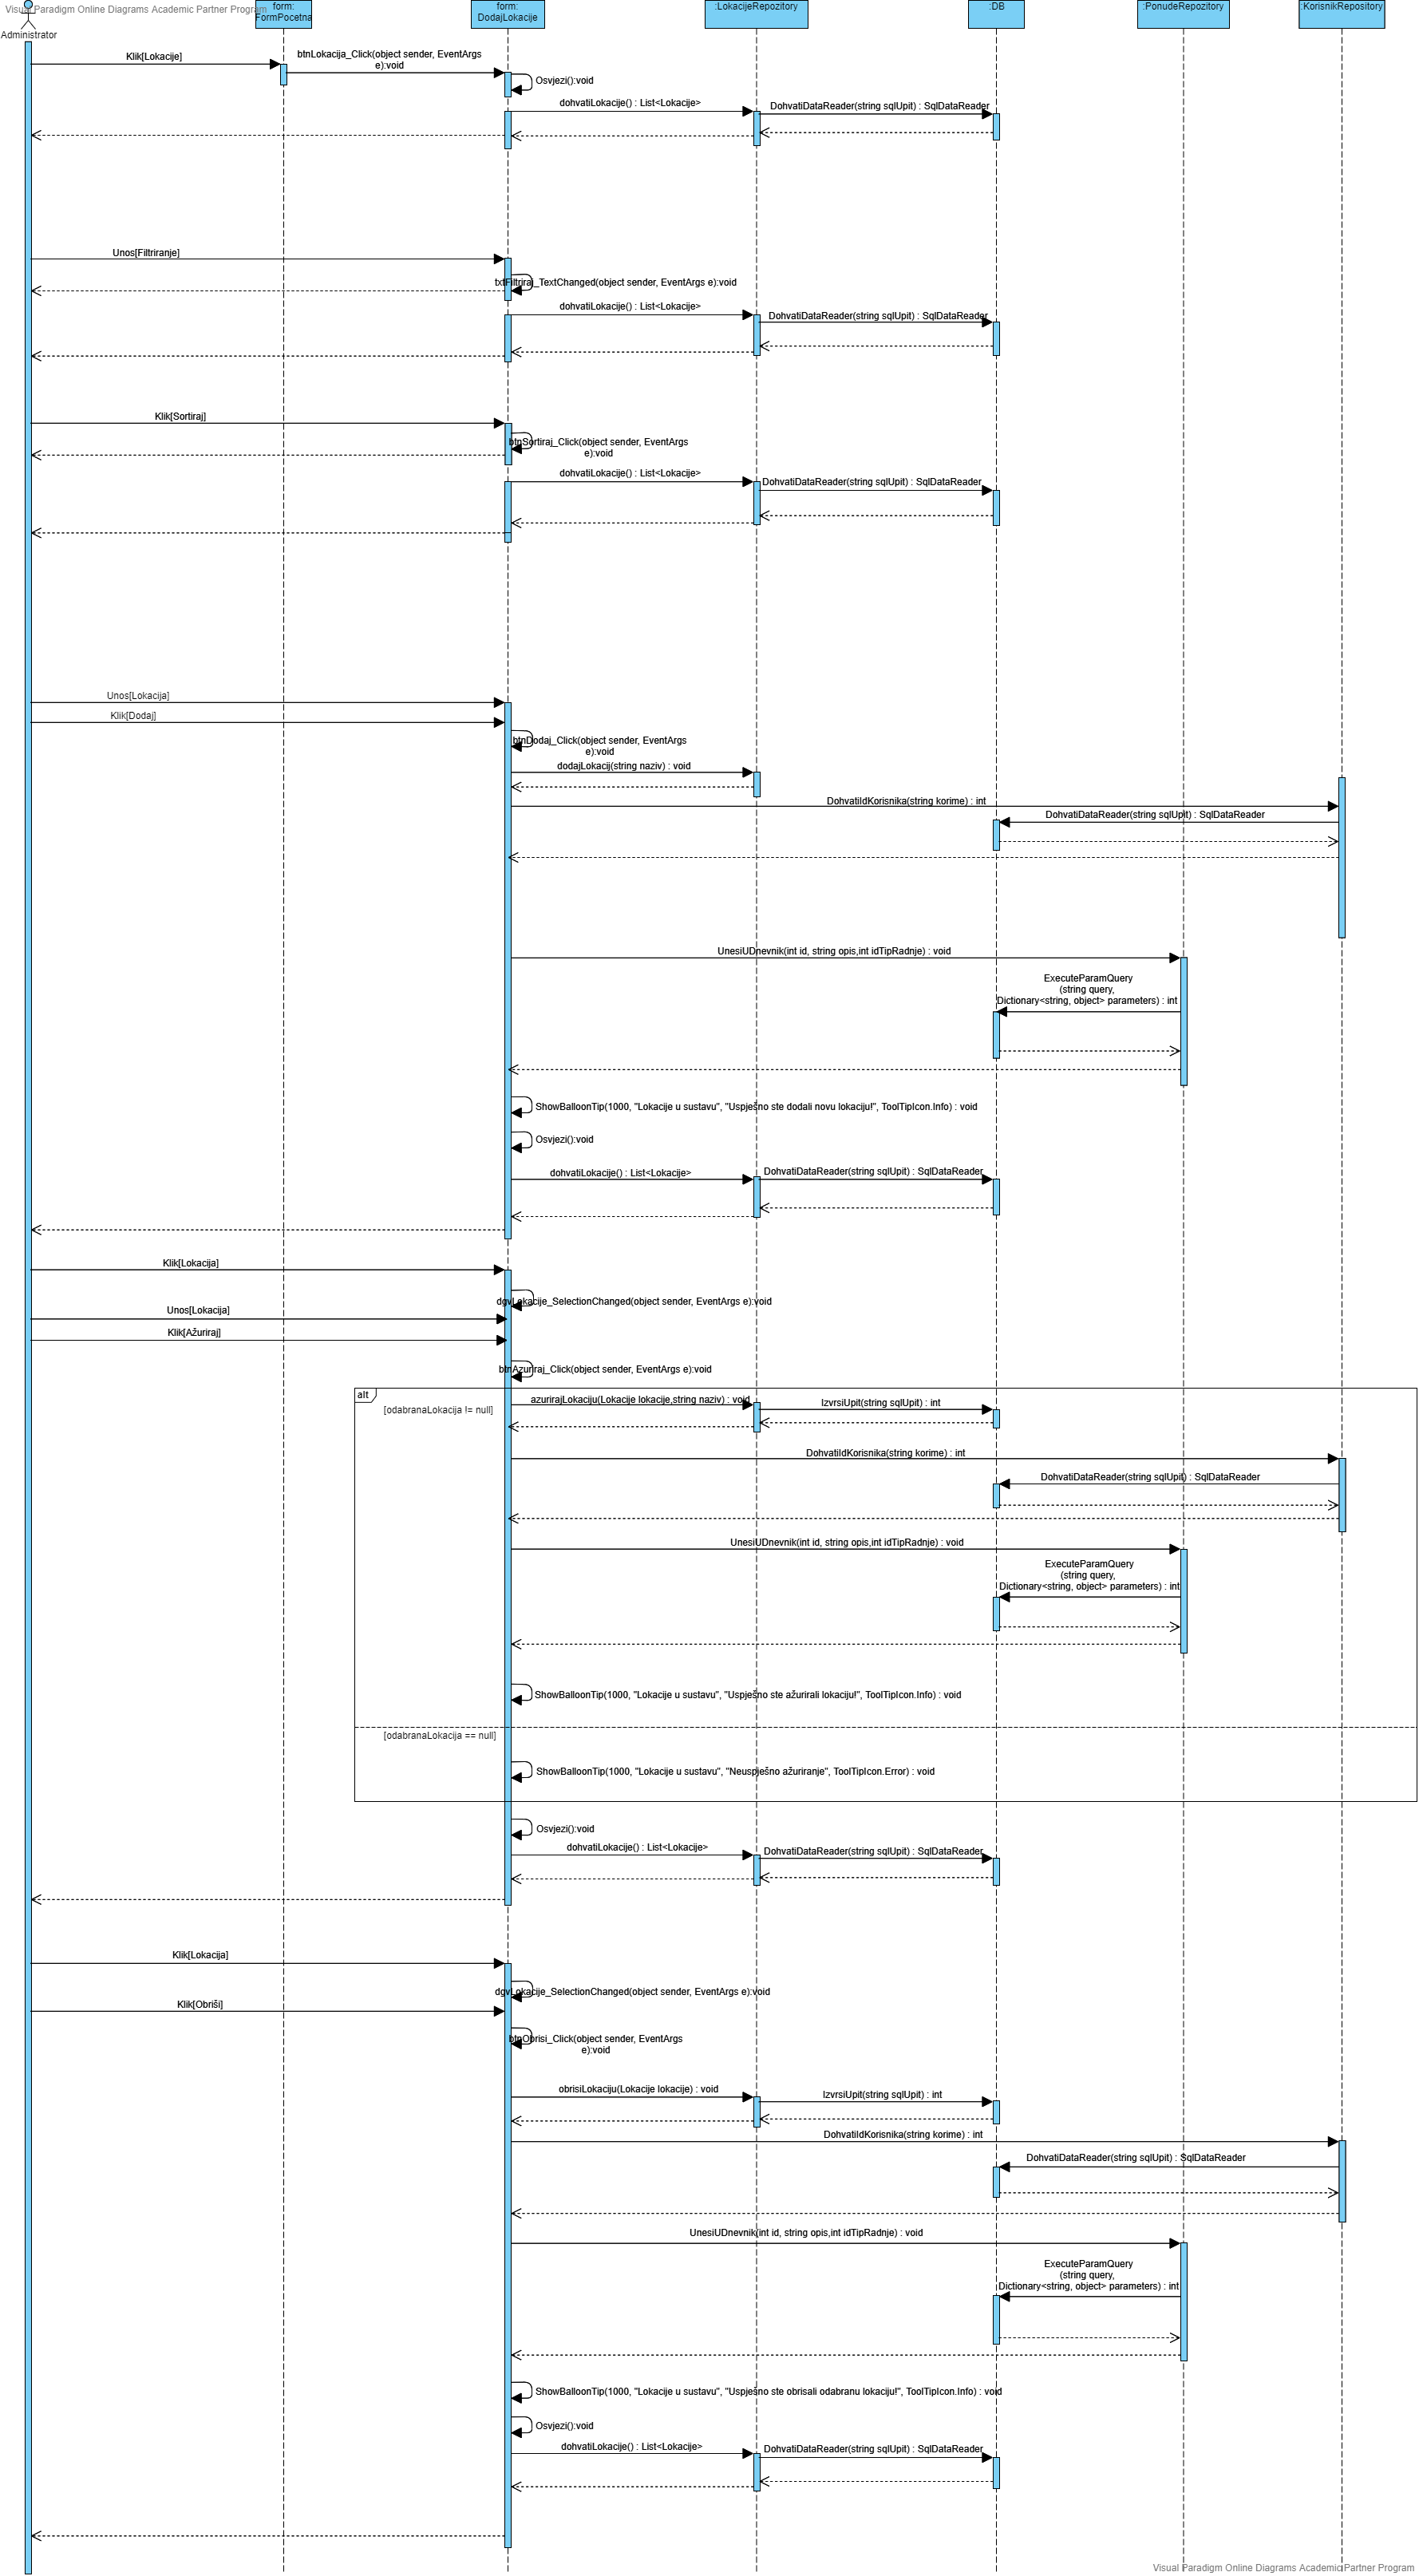 Visual Paradigm Online Diagrams Academic Partner Program
Administrator
form:
FormPocetna
form:
DodajLokacije
:LokacijeRepozitory
:DB
:PonudeRepozitory
:KorisnikRepository
Klik[Lokacije]
btnLokacija_Click(object sender, EventArgs
e):void
Osvjezi():void
dohvatiLokacije() : List<Lokacije>
DohvatiDataReader(string sqlUpit) : SqlDataReader
Unos[Filtriranje]
txtFiltriraj_TextChanged(object sender, EventArgs e):void
dohvatiLokacije() : List<Lokacije>
DohvatiDataReader(string sqlUpit) : SqlDataReader
Klik[Sortiraj]
btnSortiraj_Click(object sender, EventArgs
e):void
dohvatiLokacije() : List<Lokacije>
DohvatiDataReader(string sqlUpit) : SqlDataReader
Unos[Lokacija]
Klik[Dodaj]
btnDodaj_Click(object sender, EventArgs
e):void
dodajLokacij(string naziv) : void
DohvatiIdKorisnika(string korime) : int
DohvatiDataReader(string sqlUpit) : SqlDataReader
UnesiUDnevnik(int id, string opis,int idTipRadnje) : void
ExecuteParamQuery
(string query,
Dictionary<string, object> parameters) : int
ShowBalloonTip(1000, "Lokacije u sustavu", "Uspješno ste dodali novu lokaciju!", ToolTipIcon.Info) : void
Osvjezi():void
dohvatiLokacije() : List<Lokacije>
DohvatiDataReader(string sqlUpit) : SqlDataReader
Klik[Lokacija]
dgvLokacije_SelectionChanged(object sender, EventArgs e):void
Unos[Lokacija]
Klik[Ažuriraj]
btnAzuriraj_Click(object sender, EventArgs e):void
alt
[odabranaLokacija != null]
azurirajLokaciju(Lokacije lokacije,string naziv) : void
IzvrsiUpit(string sqlUpit) : int
DohvatiIdKorisnika(string korime) : int
DohvatiDataReader(string sqlUpit) : SqlDataReader
UnesiUDnevnik(int id, string opis,int idTipRadnje) : void
ExecuteParamQuery
(string query,
Dictionary<string, object> parameters) : int
ShowBalloonTip(1000, "Lokacije u sustavu", "Uspješno ste ažurirali lokaciju!", ToolTipIcon.Info) : void
[odabranaLokacija == null]
ShowBalloonTip(1000, "Lokacije u sustavu", "Neuspješno ažuriranje", ToolTipIcon.Error) : void
Osvjezi():void
dohvatiLokacije() : List<Lokacije>
DohvatiDataReader(string sqlUpit) : SqlDataReader
Klik[Lokacija]
dgvLokacije_SelectionChanged(object sender, EventArgs e):void
Klik[Obriši]
btnObrisi_Click(object sender, EventArgs
e):void
obrisiLokaciju(Lokacije lokacije) : void
IzvrsiUpit(string sqlUpit) : int
DohvatiIdKorisnika(string korime) : int
DohvatiDataReader(string sqlUpit) : SqlDataReader
UnesiUDnevnik(int id, string opis,int idTipRadnje) : void
ExecuteParamQuery
(string query,
Dictionary<string, object> parameters) : int
ShowBalloonTip(1000, "Lokacije u sustavu", "Uspješno ste obrisali odabranu lokaciju!", ToolTipIcon.Info) : void
Osvjezi():void
dohvatiLokacije() : List<Lokacije>
DohvatiDataReader(string sqlUpit) : SqlDataReader
Visual Paradigm Online Diagrams Academic Partner Program